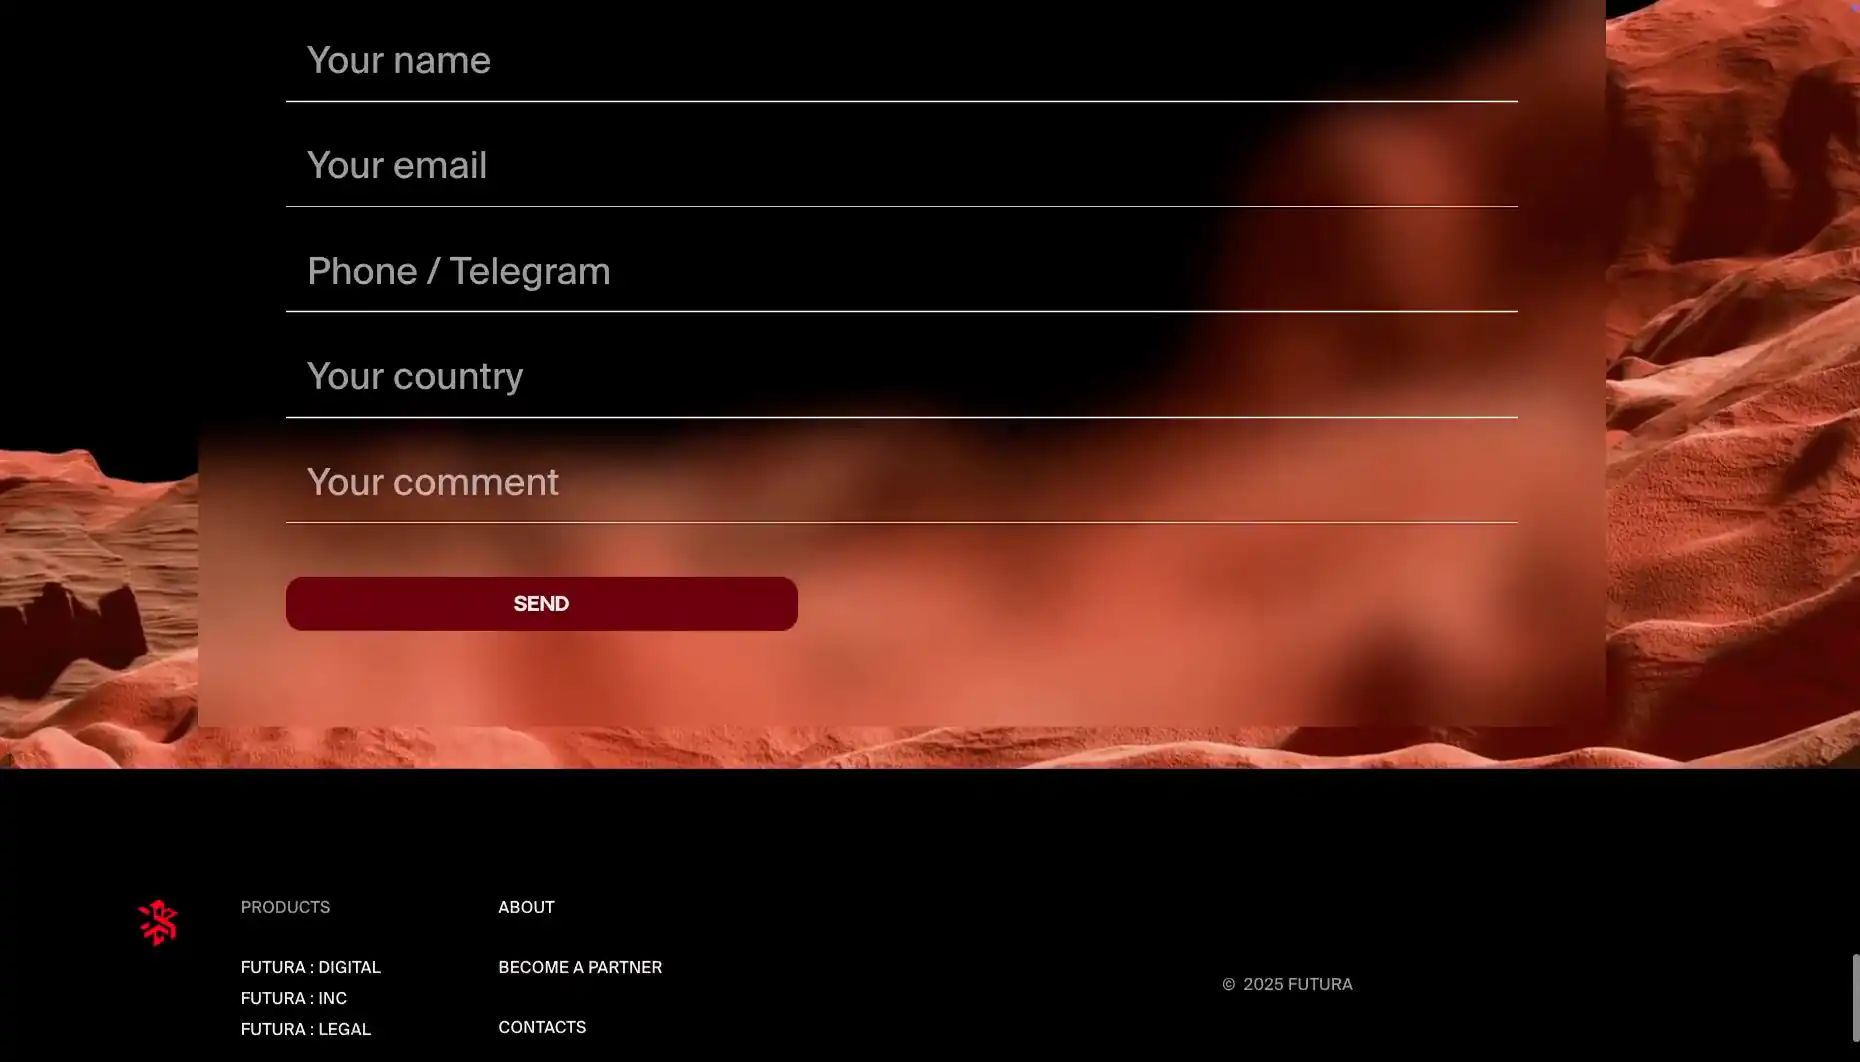 Your name
Your email
Phone / Telegram
Your country
Your comment
SEND
PRODUCTS
FUTURA : DIGITAL
FUTURA : INC
FUTURA : LEGAL
ABOUT
BECOME A PARTNER
CONTACTS
© 2025 FUTURA